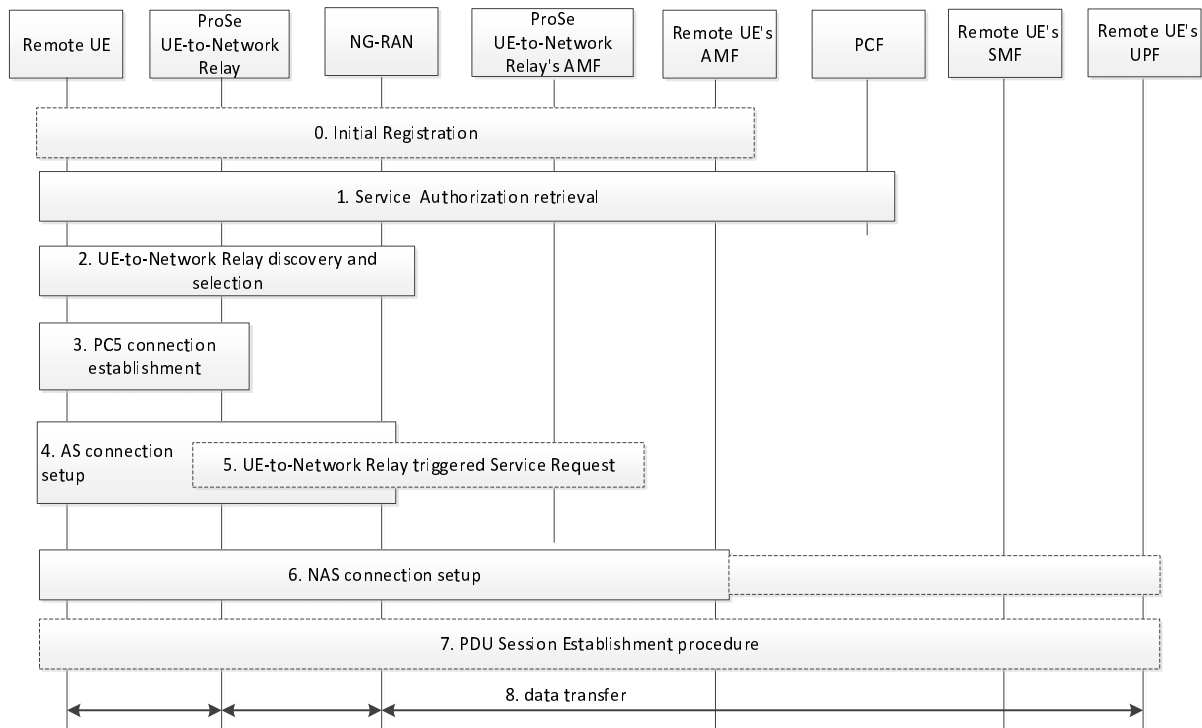 Remote UE
ProSe
UE-to-Network
Relay
NG-RAN
ProSe
UE-to-Network
Relay's AMF
Remote UE's
AMF
PCF
Remote UE's
SMF
Remote UE's
UPF
0. Initial Registration
1. Service Authorization retrieval
2. UE-to-Network Relay discovery and
selection
3. PC5 connection
establishment
4. AS connection
setup
5. UE-to-Network Relay triggered Service Request
6. NAS connection setup
7. PDU Session Establishment procedure
8. data transfer